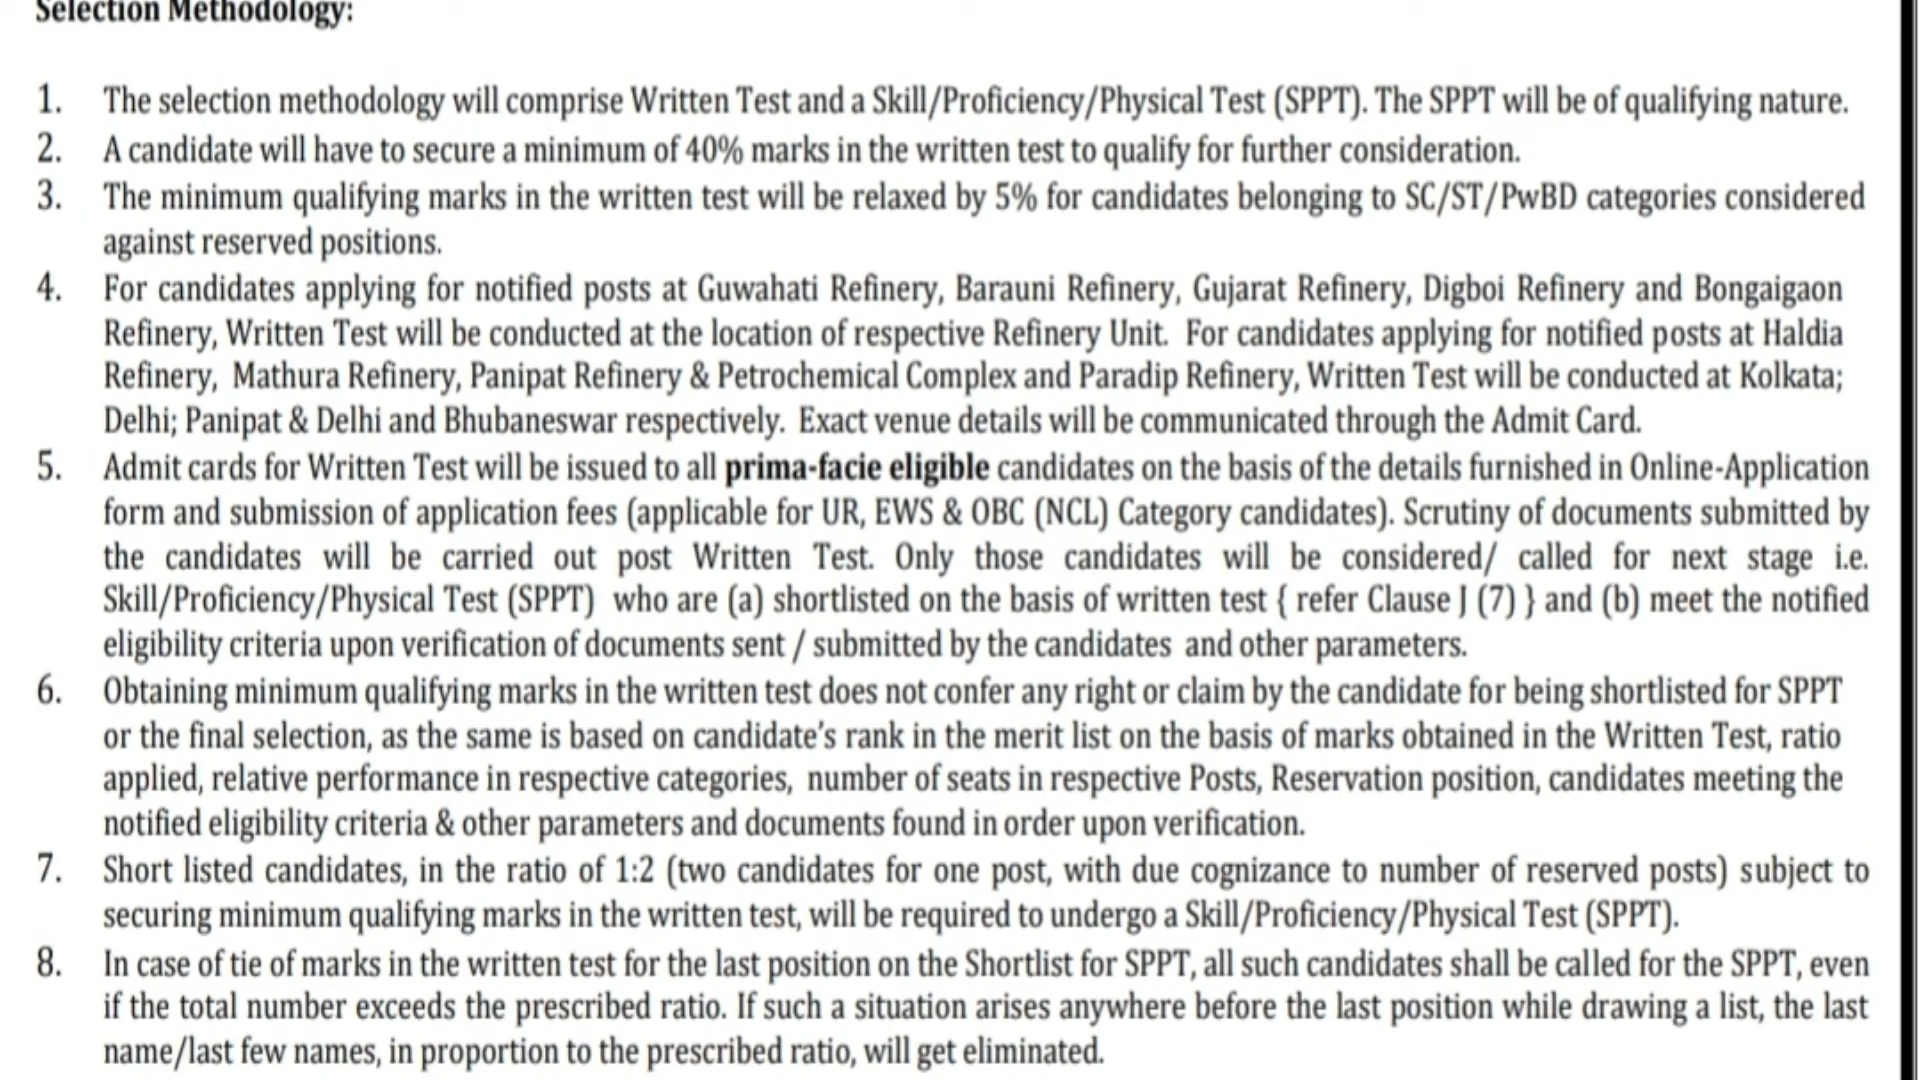 Selection Methodology:
1. The selection methodology will comprise Written Test and a Skill/Proficiency/Physical Test (SPPT). The SPPT will be of qualifying nature.
2. A candidate will have to secure a minimum of 40% marks in the written test to qualify for further consideration.
3. The minimum qualifying marks in the written test will be relaxed by 5% for candidates belonging to SC/ST/PwBD categories considered
against reserved positions.
4. For candidates applying for notified posts at Guwahati Refinery, Barauni Refinery, Gujarat Refinery, Digboi Refinery and Bongaigaon
Refinery, Written Test will be conducted at the location of respective Refinery Unit. For candidates applying for notified posts at Haldia
Refinery, Mathura Refinery, Panipat Refinery & Petrochemical Complex and Paradip Refinery, Written Test will be conducted at Kolkata;
Delhi; Panipat & Delhi and Bhubaneswar respectively. Exact venue details will be communicated through the Admit Card.
5. Admit cards for Written Test will be issued to all prima-facie eligible candidates on the basis of the details furnished in Online-Application
form and submission of application fees (applicable for UR, EWS & OBC (NCL) Category candidates). Scrutiny of documents submitted by
the candidates will be carried out post Written Test. Only those candidates will be considered/ called for next stage i.e.
Skill/Proficiency/Physical Test (SPPT) who are (a) shortlisted on the basis of written test { refer Clause J (7) } and (b) meet the notified
eligibility criteria upon verification of documents sent / submitted by the candidates and other parameters.
6. Obtaining minimum qualifying marks in the written test does not confer any right or claim by the candidate for being shortlisted for SPPT
or the final selection, as the same is based on candidate’s rank in the merit list on the basis of marks obtained in the Written Test, ratio
applied, relative performance in respective categories, number of seats in respective Posts, Reservation position, candidates meeting the
notified eligibility criteria & other parameters and documents found in order upon verification.
7. Short listed candidates, in the ratio of 1:2 (two candidates for one post, with due cognizance to number of reserved posts) subject to
securing minimum qualifying marks in the written test, will be required to undergo a Skill/Proficiency/Physical Test (SPPT).
8. In case of tie of marks in the written test for the last position on the Shortlist for SPPT, all such candidates shall be called for the SPPT, even
if the total number exceeds the prescribed ratio. If such a situation arises anywhere before the last position while drawing a list, the last
name/last few names, in proportion to the prescribed ratio, will get eliminated.